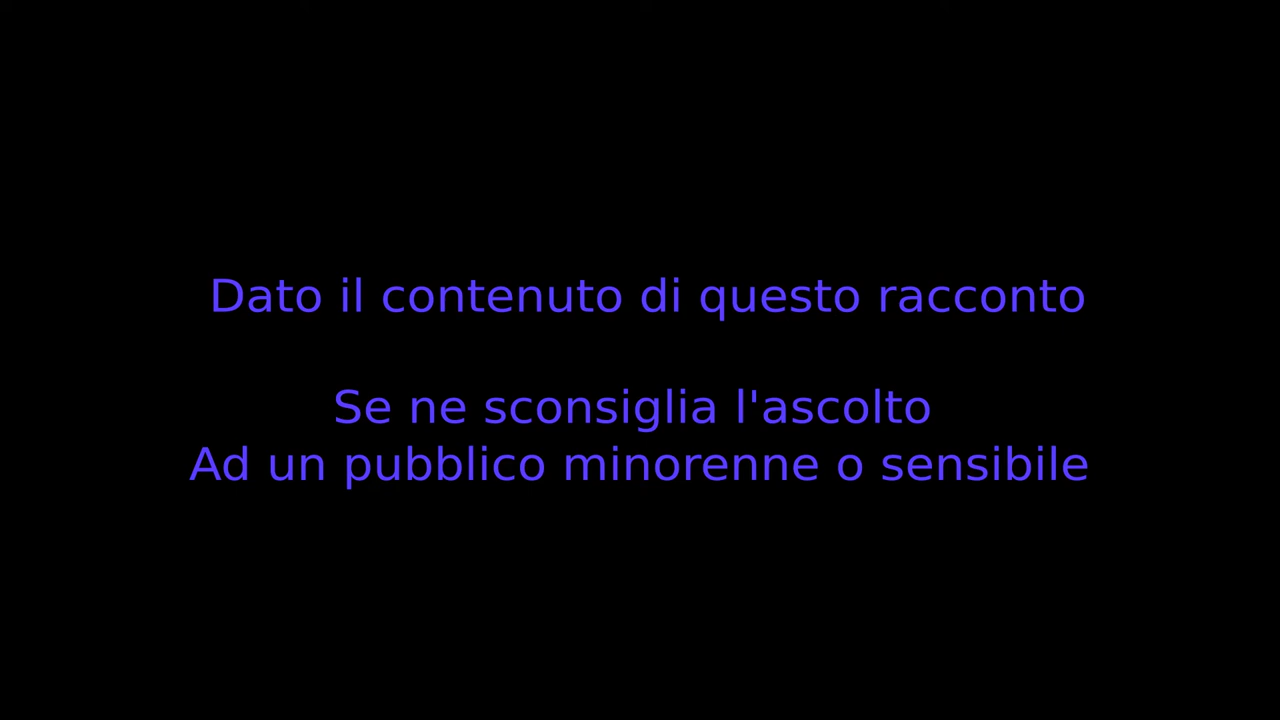 Dato il contenuto di questo racconto
Se ne sconsiglia l'ascolto
Ad un pubblico minorenne o sensibile